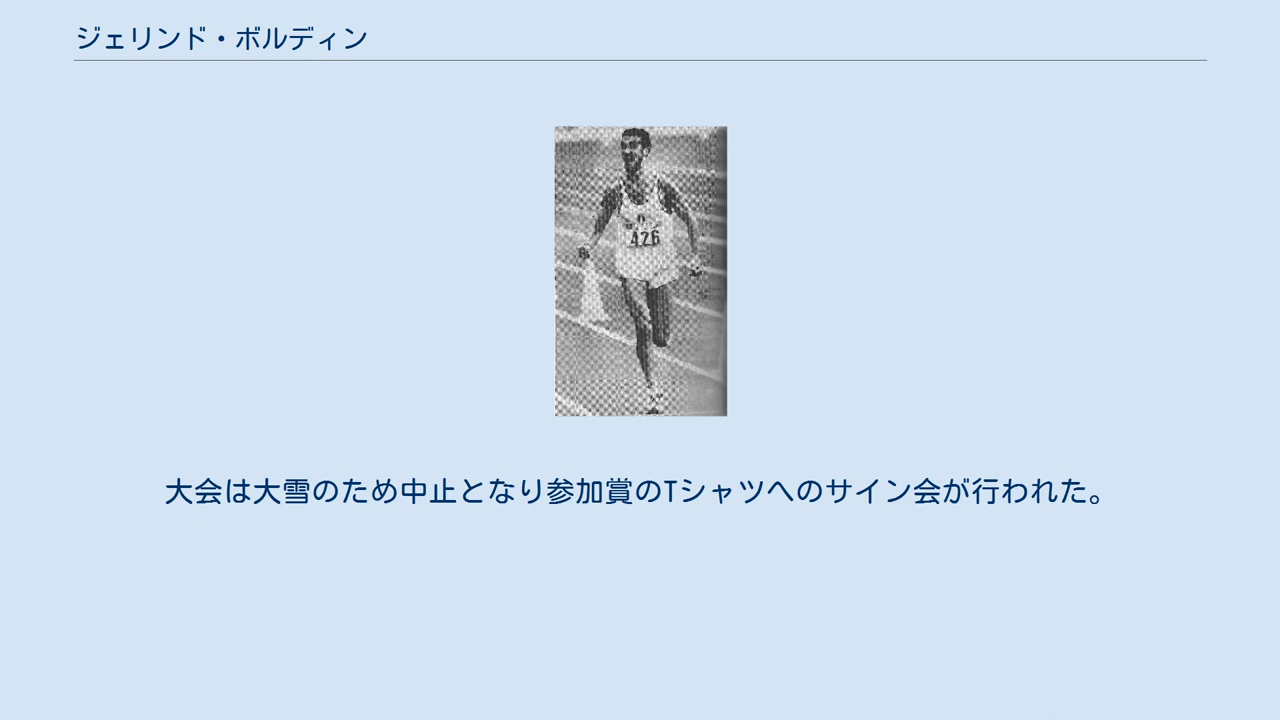 ジェリンド・ボルディン
426
大会は大雪のため中止となり参加賞のTシャツへのサイン会が行われた。